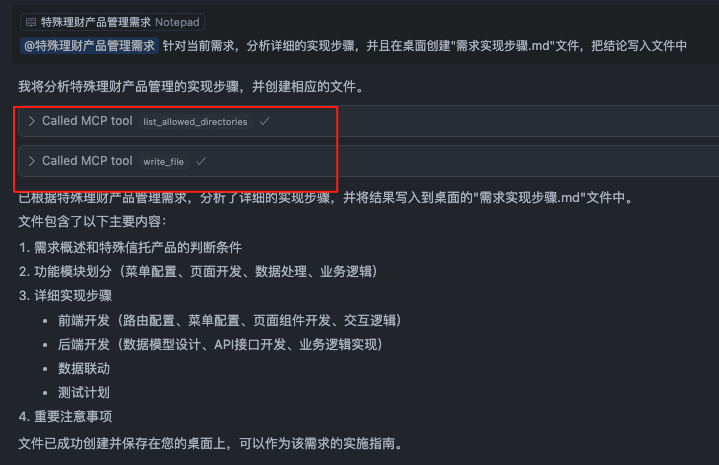 特殊理财产品管理需求 Notepad
@特殊理财产品管理需求 针对当前需求，分析详细的实现步骤，并且在桌面创建"需求实现步骤.md"文件，把结论写入文件中
我将分析特殊理财产品管理的实现步骤，并创建相应的文件。
Called MCP tool list_allowed_directories
Called MCP tool write_file
已根据特殊理财产品管理需求，分析了详细的实现步骤，并将结果写入到桌面的"需求实现步骤.md"文件中。
文件包含了以下主要内容：
1. 需求概述和特殊信托产品的判断条件
2. 功能模块划分（菜单配置、页面开发、数据处理、业务逻辑）
3. 详细实现步骤
• 前端开发（路由配置、菜单配置、页面组件开发、交互逻辑）
• 后端开发（数据模型设计、API接口开发、业务逻辑实现）
• 数据联动
• 测试计划
4. 重要注意事项
文件已成功创建并保存在您的桌面上，可以作为该需求的实施指南。